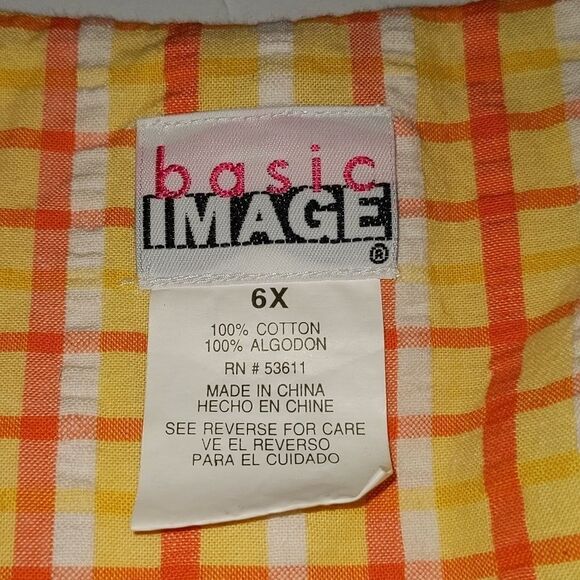 basic
IMAGE®
6X
100% COTTON
100% ALGODON
RN # 53611
MADE IN CHINA
HECHO EN CHINE
SEE REVERSE FOR CARE
VE EL REVERSO
PARA EL CUIDADO